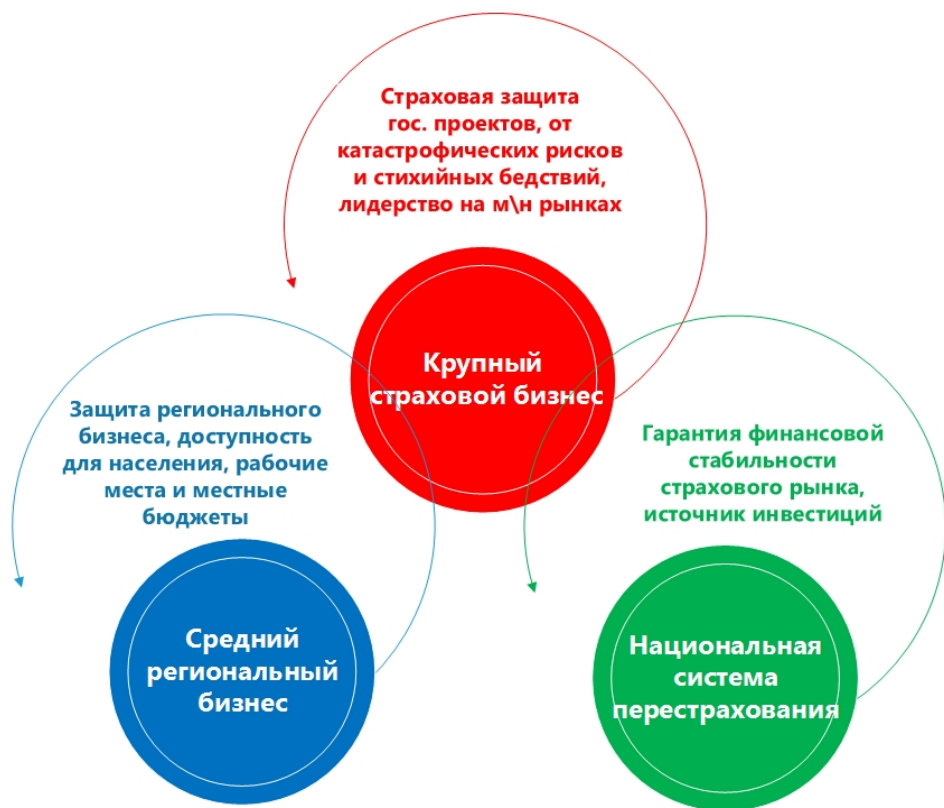 Страховая защита
гос. проектов, от
катастрофических рисков
и стихийных бедствий,
лидерство на м\н рынках
Крупный
страховой бизнес
Защита регионального
бизнеса, доступность
для населения, рабочие
места и местные
бюджеты
Гарантия финансовой
стабильности
страхового рынка,
источник инвестиций
Средний
региональный
бизнес
Национальная
система
перестрахования